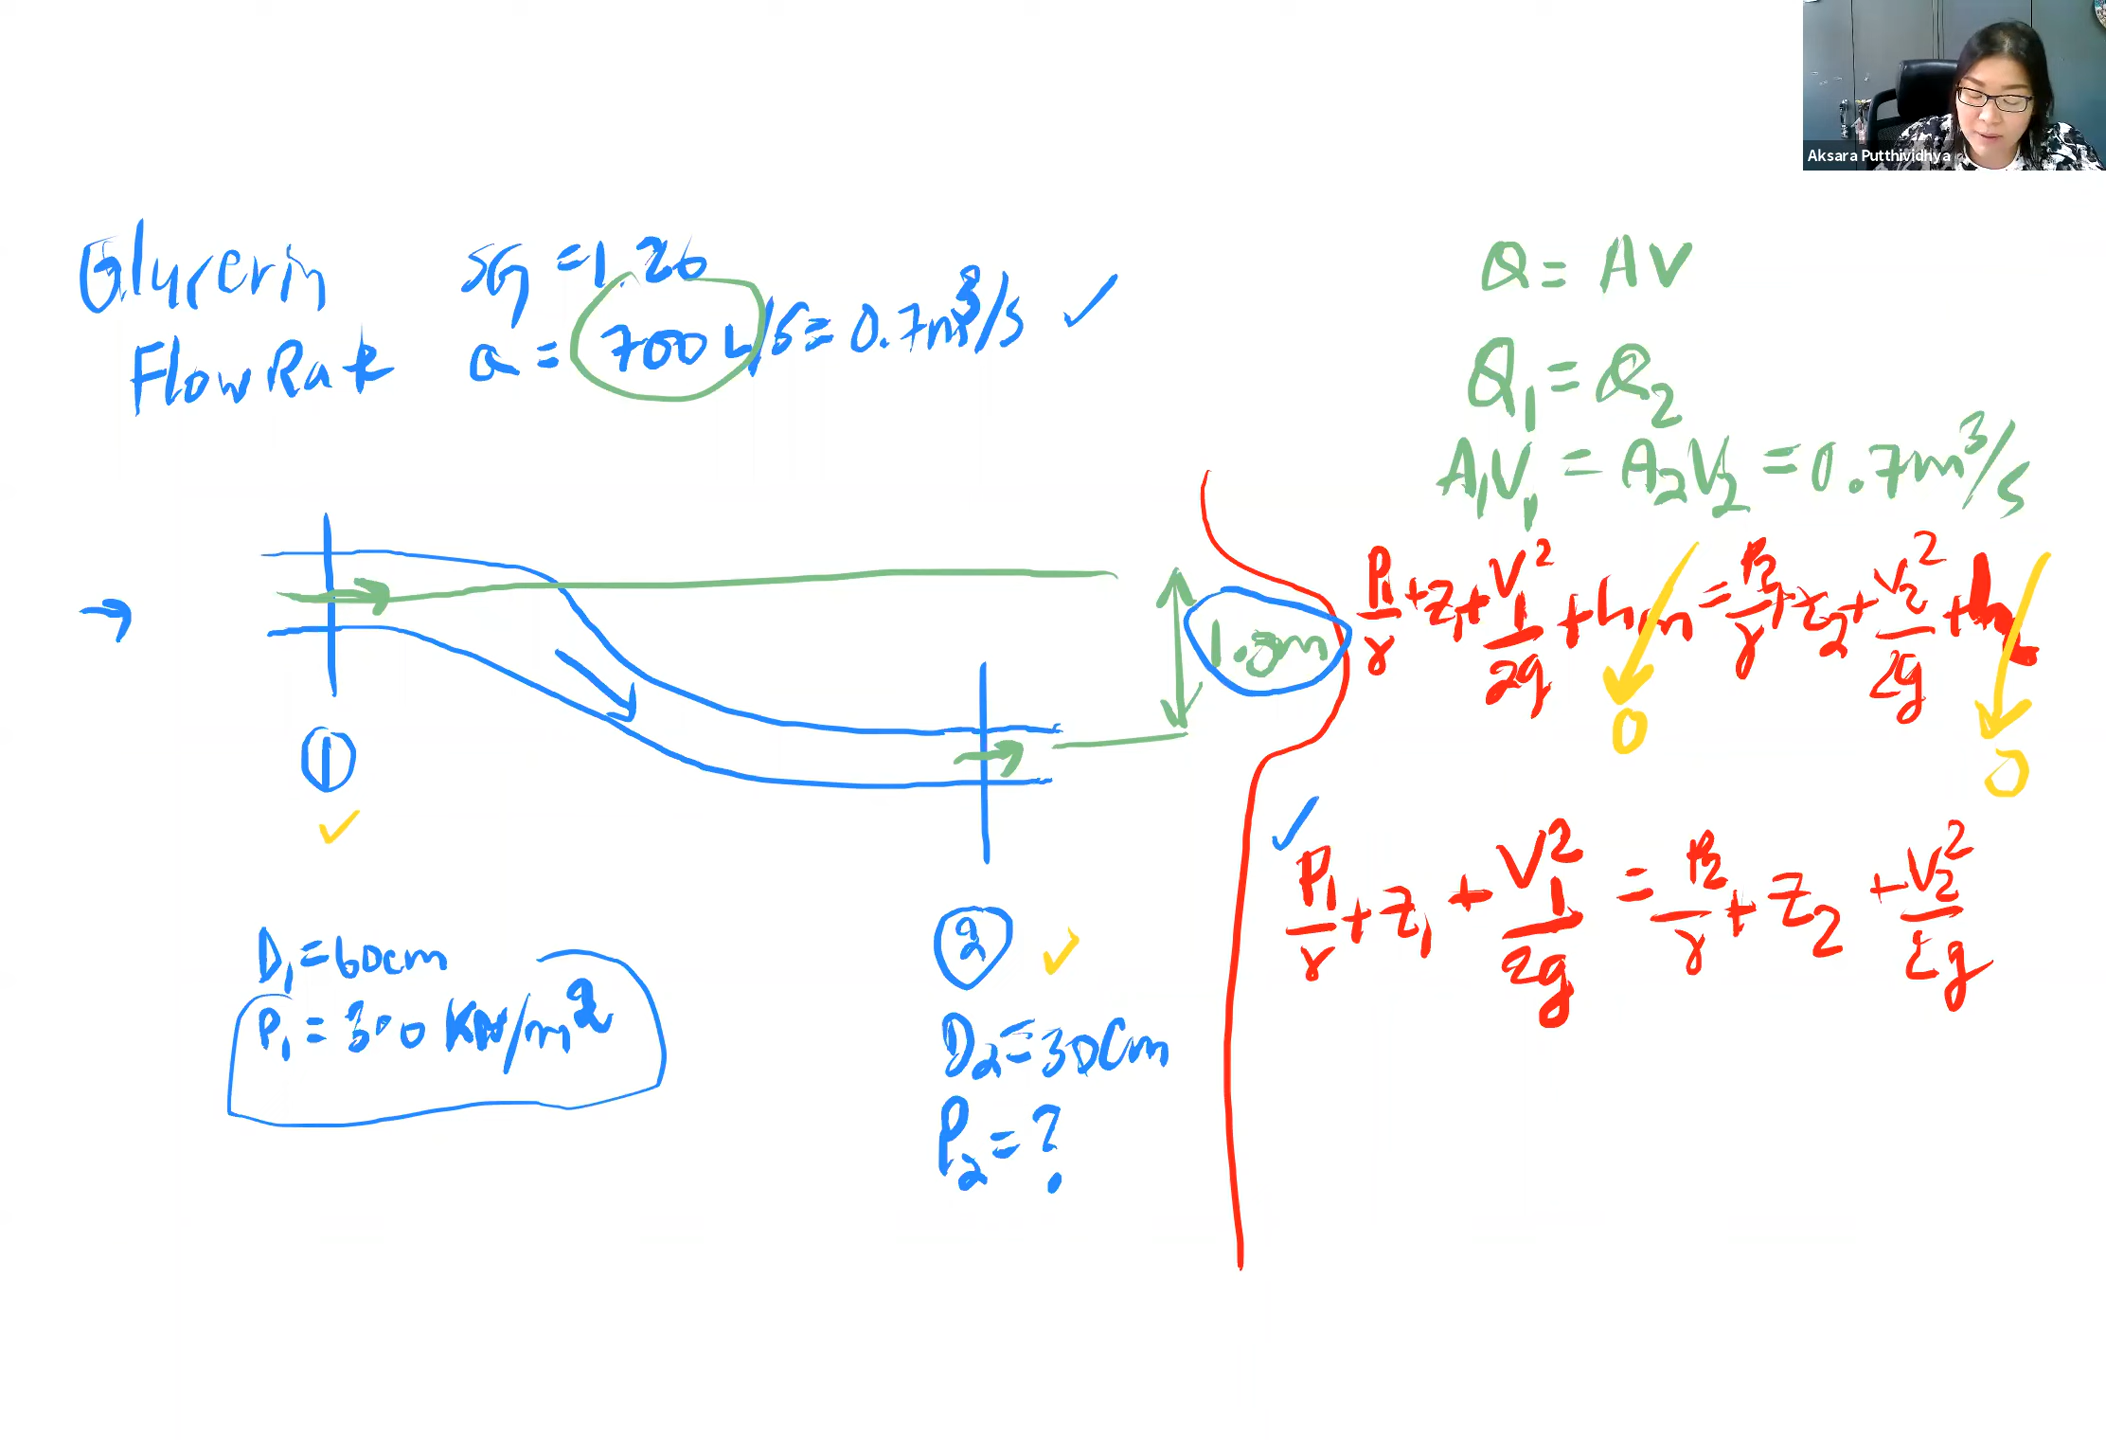 Aksara Putthividhya
Glycerin SG = 1.26
Flow Rate Q = 700 L/s = 0.7 m³/s ✓
Q = AV
Q₁ = Q₂
A₁V₁ = A₂V₂ = 0.7 m³/s
P₁/γ + z₁ + V₁²/2g + hm = P₂/γ + z₂ + V₂²/2g + hL
0
0
→
1.8m
① ✓
✓ P₁/γ + z₁ + V₁²/2g = P₂/γ + z₂ + V₂²/2g
D₁ = 60cm
P₁ = 300 KN/m²
② ✓
D₂ = 30cm
P₂ = ?